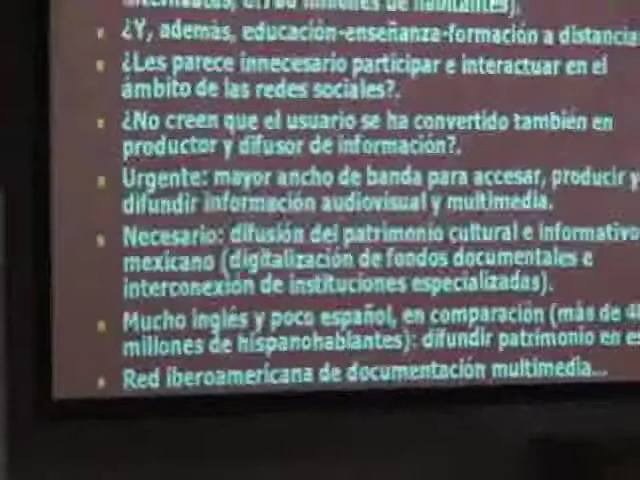 millones de habitantes).
¿Y, además, educación-enseñanza-formación a distancia
¿Les parece innecesario participar e interactuar en el
ámbito de las redes sociales?.
¿No creen que el usuario se ha convertido también en
productor y difusor de información?.
Urgente: mayor ancho de banda para accesar, producir y
difundir información audiovisual y multimedia.
Necesario: difusión del patrimonio cultural e informativo
mexicano (digitalización de fondos documentales e
interconexión de instituciones especializadas).
Mucho inglés y poco español, en comparación (más de
millones de hispanohablantes): difundir patrimonio en
Red iberoamericana de documentación multimedia...